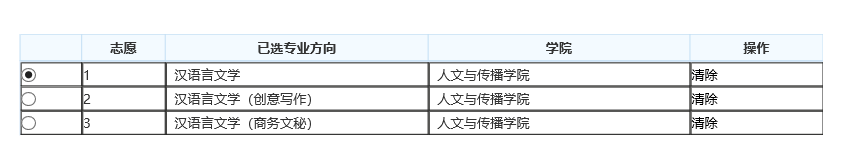 志愿 已选专业方向 学院 操作
1 汉语言文学 人文与传播学院 清除
2 汉语言文学（创意写作） 人文与传播学院 清除
3 汉语言文学（商务文秘） 人文与传播学院 清除